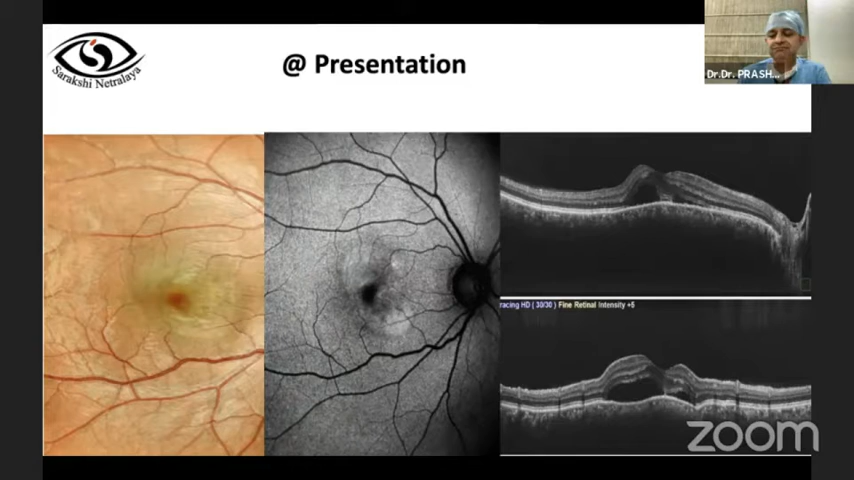 Sarakshi Netralaya
@ Presentation
Dr.Dr. PRASH...
racing HD ( 30/30 ) Fine Retinal Intensity +5
zoom